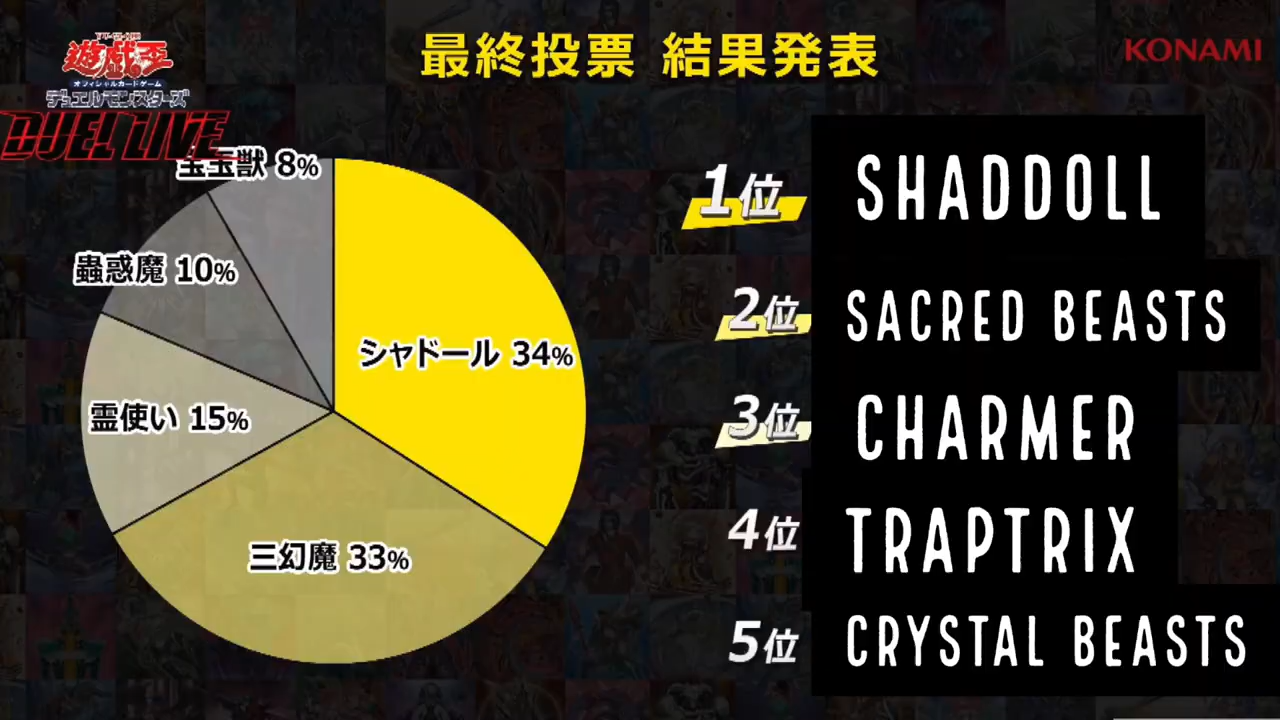 遊戯王
オフィシャルカードゲーム
デュエルモンスターズ
DUEL LIVE
最終投票 結果発表
KONAMI
宝玉獣 8%
蟲惑魔 10%
シャドール 34%
霊使い 15%
三幻魔 33%
1位 SHADDOLL
2位 SACRED BEASTS
3位 CHARMER
4位 TRAPTRIX
5位 CRYSTAL BEASTS